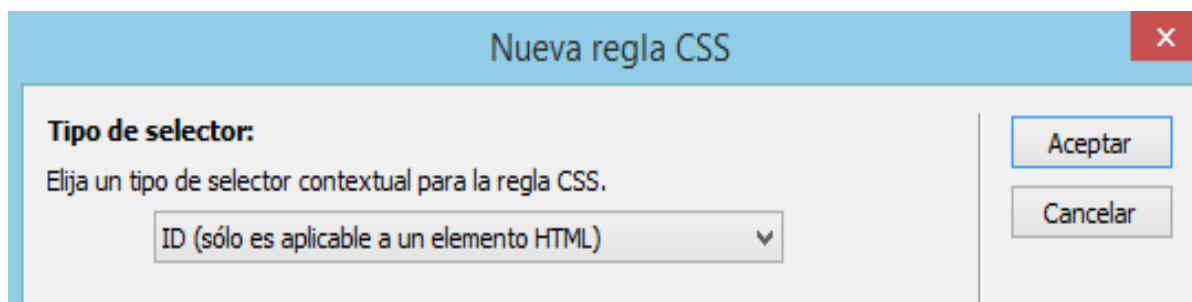 Nueva regla CSS
Tipo de selector:
Elija un tipo de selector contextual para la regla CSS.
ID (sólo es aplicable a un elemento HTML)
Aceptar
Cancelar